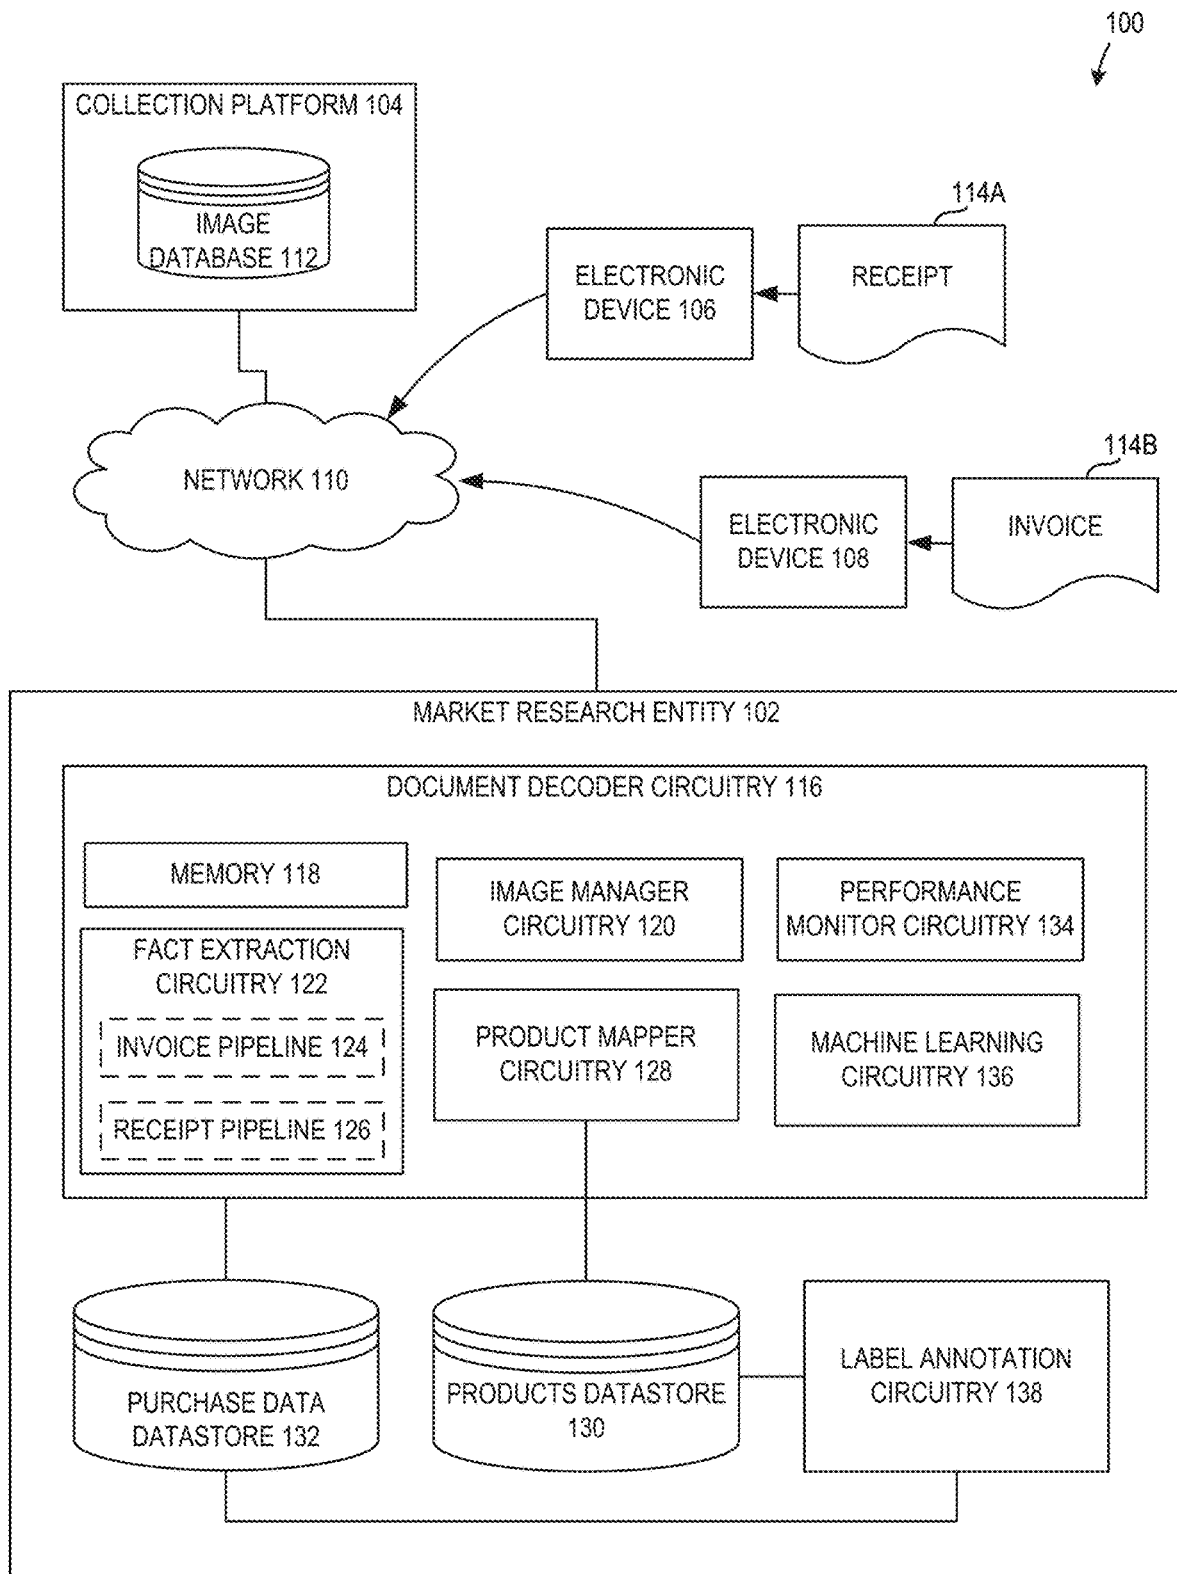 100
COLLECTION PLATFORM 104
IMAGE
DATABASE 112
114A
ELECTRONIC
DEVICE 106
RECEIPT
NETWORK 110
114B
ELECTRONIC
DEVICE 108
INVOICE
MARKET RESEARCH ENTITY 102
DOCUMENT DECODER CIRCUITRY 116
MEMORY 118
IMAGE MANAGER
CIRCUITRY 120
PERFORMANCE
MONITOR CIRCUITRY 134
FACT EXTRACTION
CIRCUITRY 122
INVOICE PIPELINE 124
RECEIPT PIPELINE 126
PRODUCT MAPPER
CIRCUITRY 128
MACHINE LEARNING
CIRCUITRY 136
PURCHASE DATA
DATASTORE 132
PRODUCTS DATASTORE
130
LABEL ANNOTATION
CIRCUITRY 138